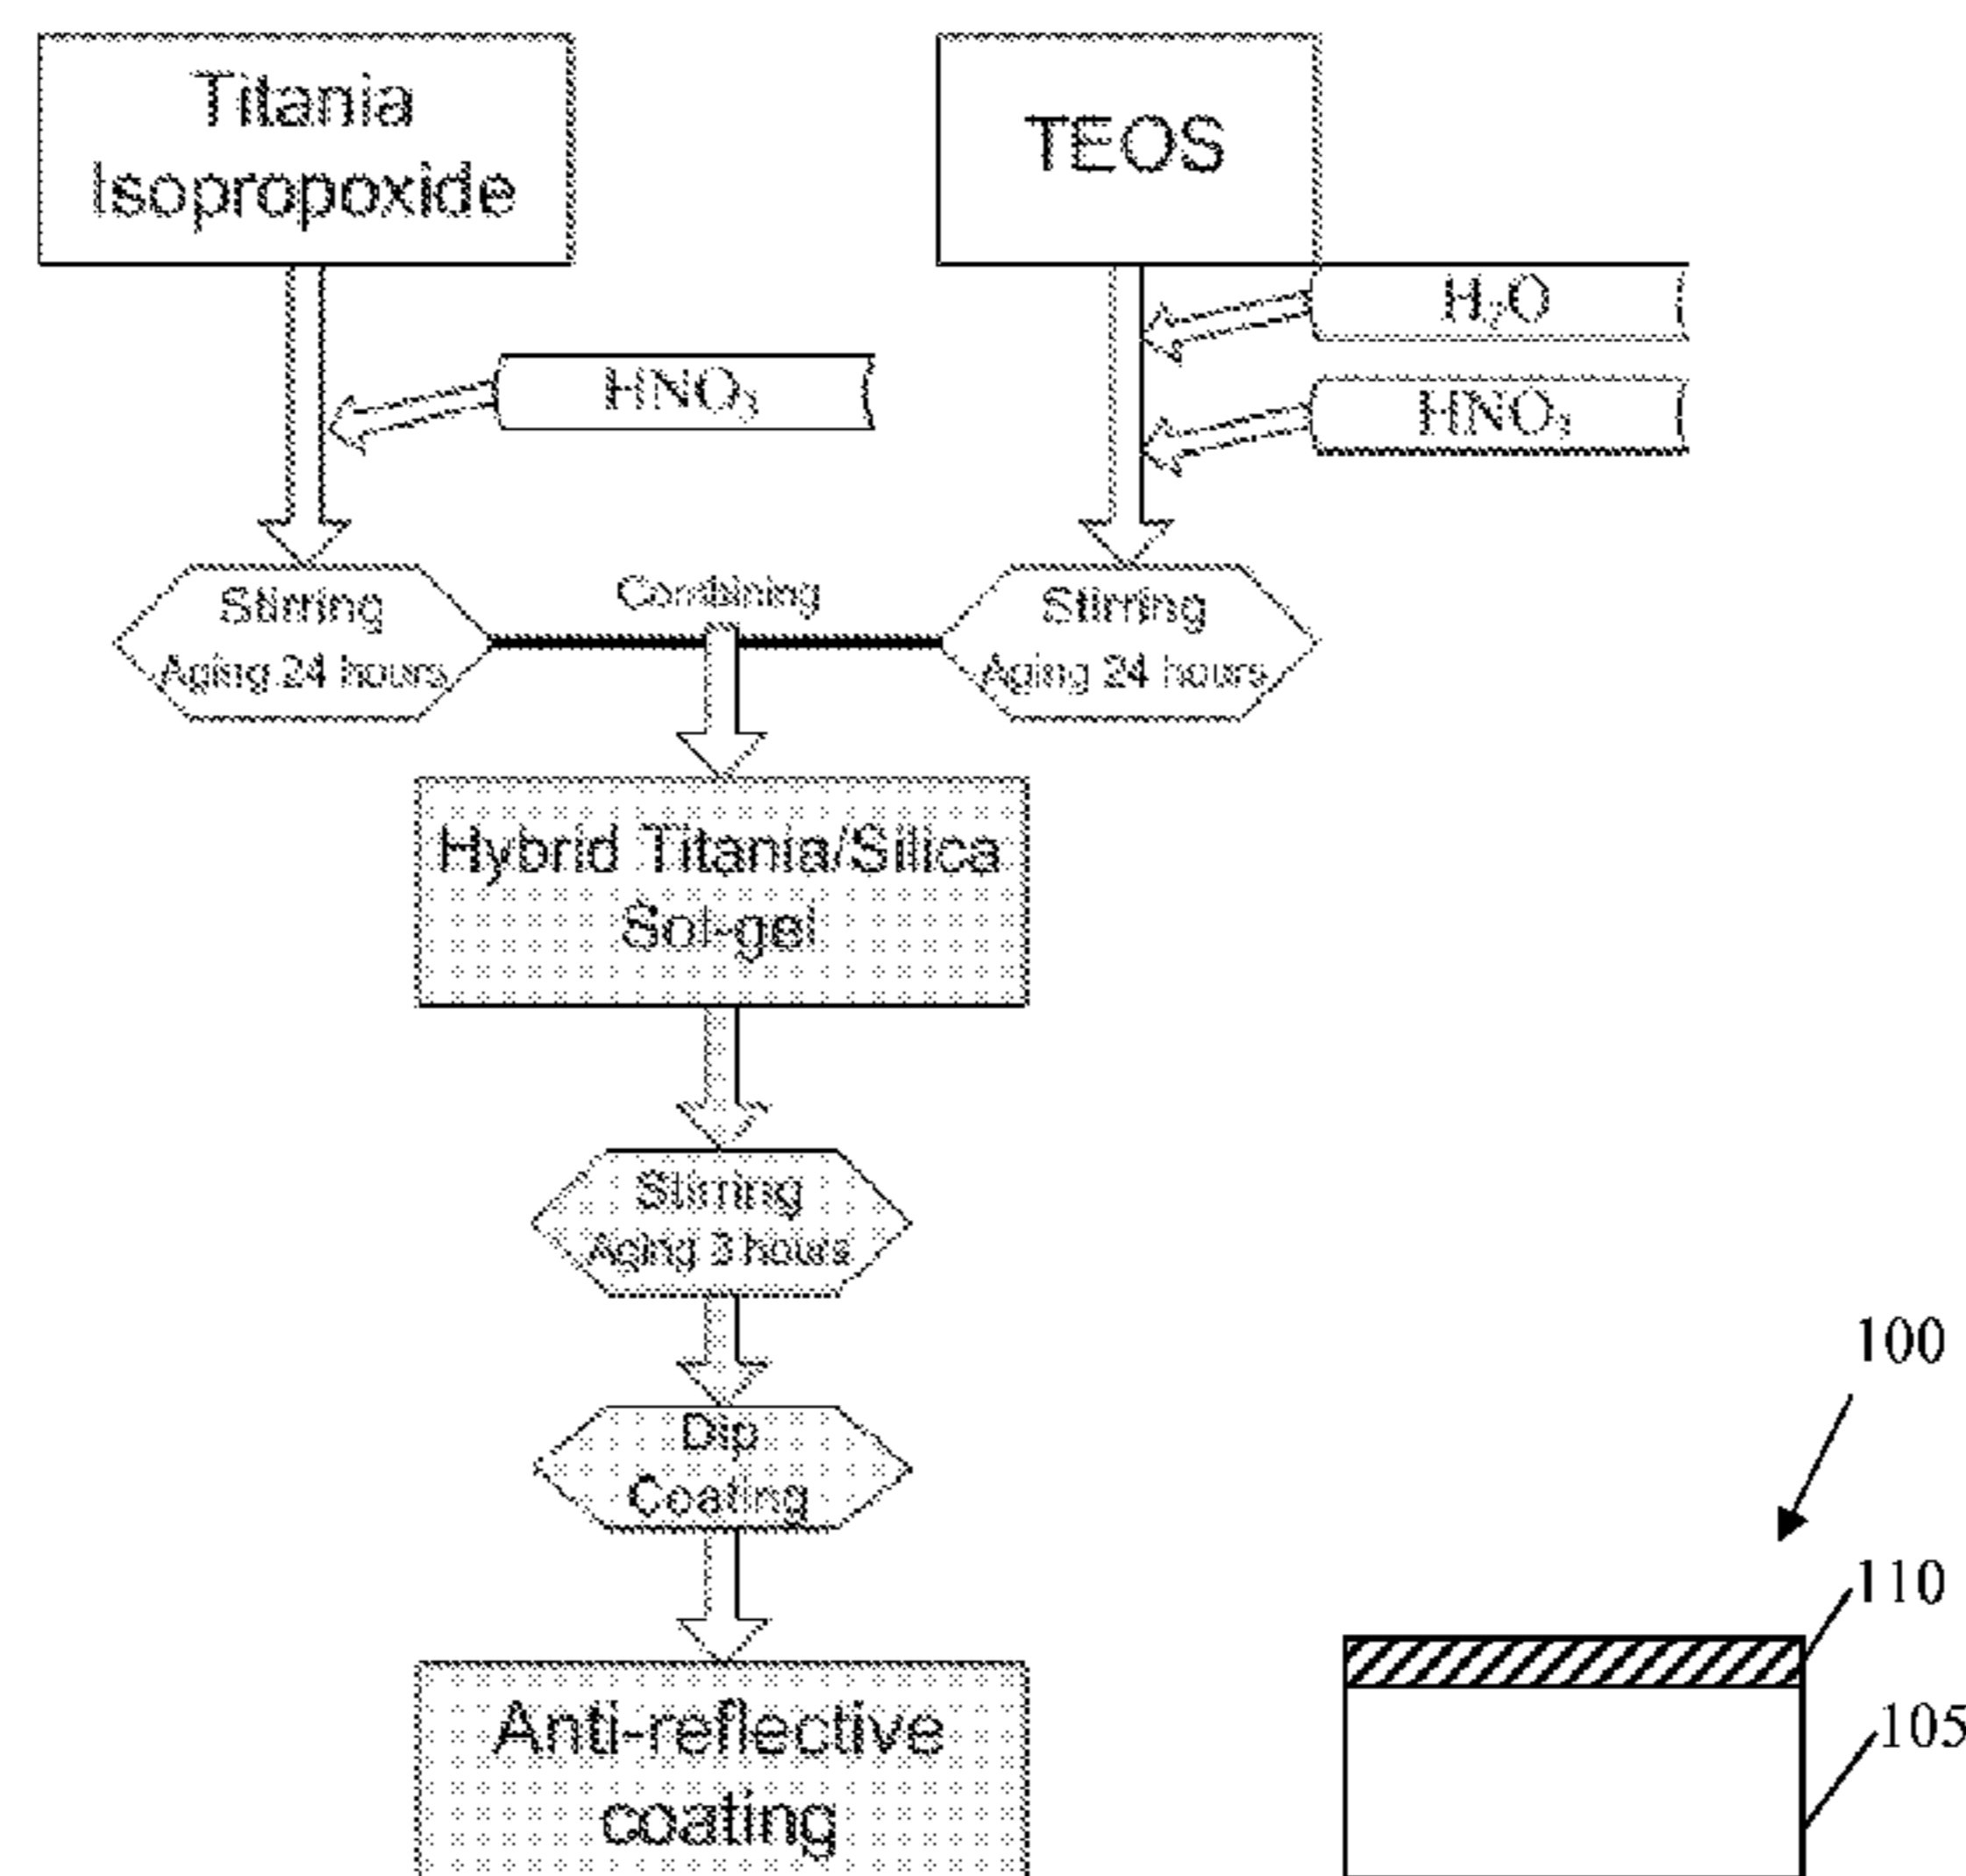 Titania
Isopropoxide
TEOS
H₂O
HNO₃
HNO₃
Stirring
Aging 24 hours
Combining
Stirring
Aging 24 hours
Hybrid Titania/Silica
Sol-gel
Stirring
Aging 3 hours
Dip
Coating
Anti-reflective
coating
100
110
105